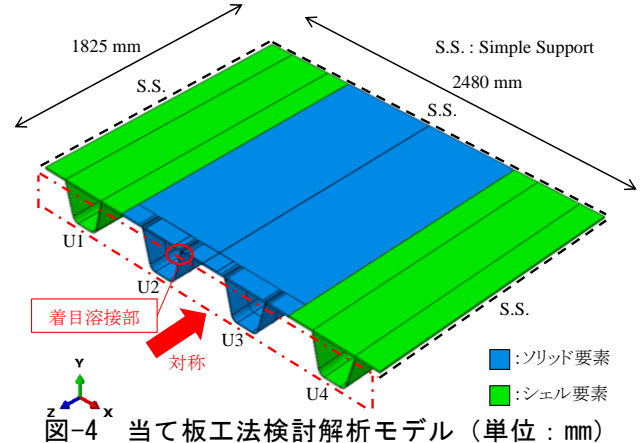 1825 mm
S.S. : Simple Support
2480 mm
S.S.
S.S.
U1
U2
着目溶接部
U3
対称
S.S.
U4
:ソリッド要素
:シェル要素
Y
Z
X
図-4 当て板工法検討解析モデル（単位：mm）